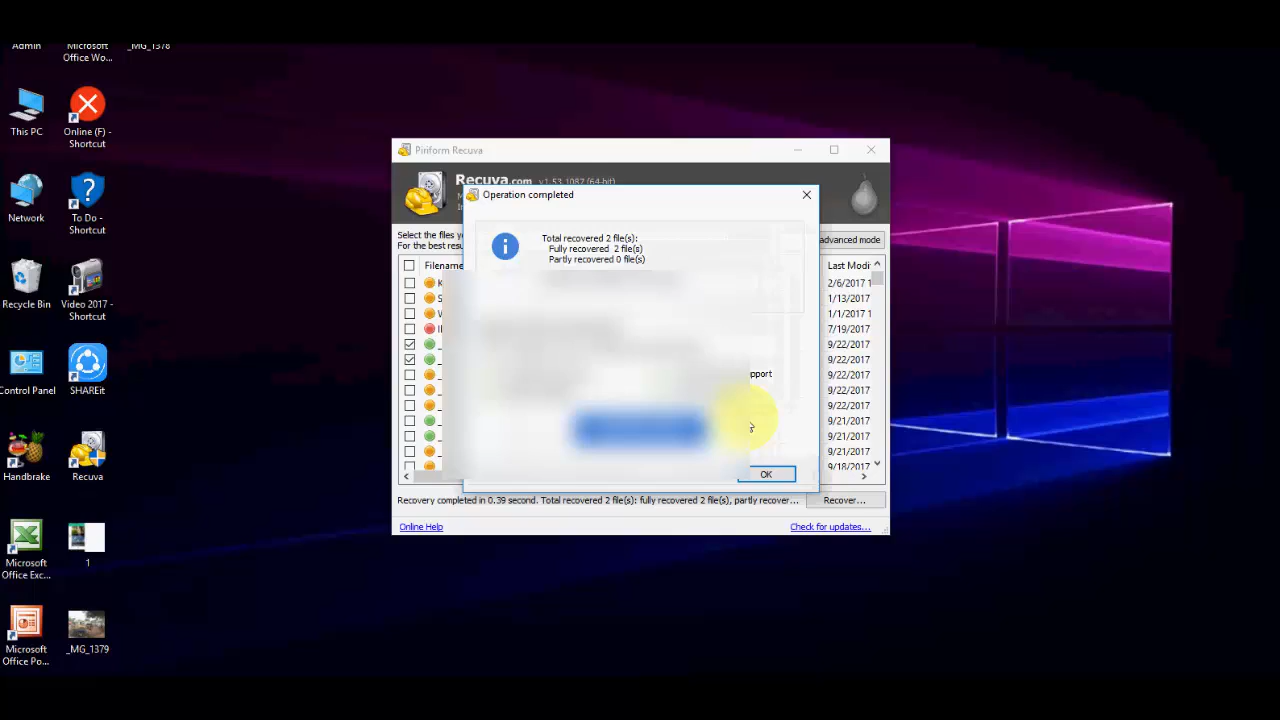 Admin
Microsoft
Office Wo...
_MG_1378
This PC
Online (F) -
Shortcut
Network
To Do -
Shortcut
Recycle Bin
Video 2017 -
Shortcut
Control Panel
SHAREit
Handbrake
Recuva
Microsoft
Office Exc...
1
Microsoft
Office Po...
_MG_1379
Piriform Recuva
Recuva.com v1.53.1087 (64-bit)
Operation completed
Total recovered 2 file(s):
Fully recovered 2 file(s)
Partly recovered 0 file(s)
Select the files
For the best
advanced mode
Filename
Last Modi
2/6/2017 1
1/13/2017
1/1/2017 1
7/19/2017
9/22/2017
9/22/2017
9/22/2017
9/22/2017
9/22/2017
9/21/2017
9/21/2017
9/21/2017
9/18/2017
pport
OK
Recovery completed in 0.39 second. Total recovered 2 file(s): fully recovered 2 file(s), partly recover...
Recover...
Online Help
Check for updates...